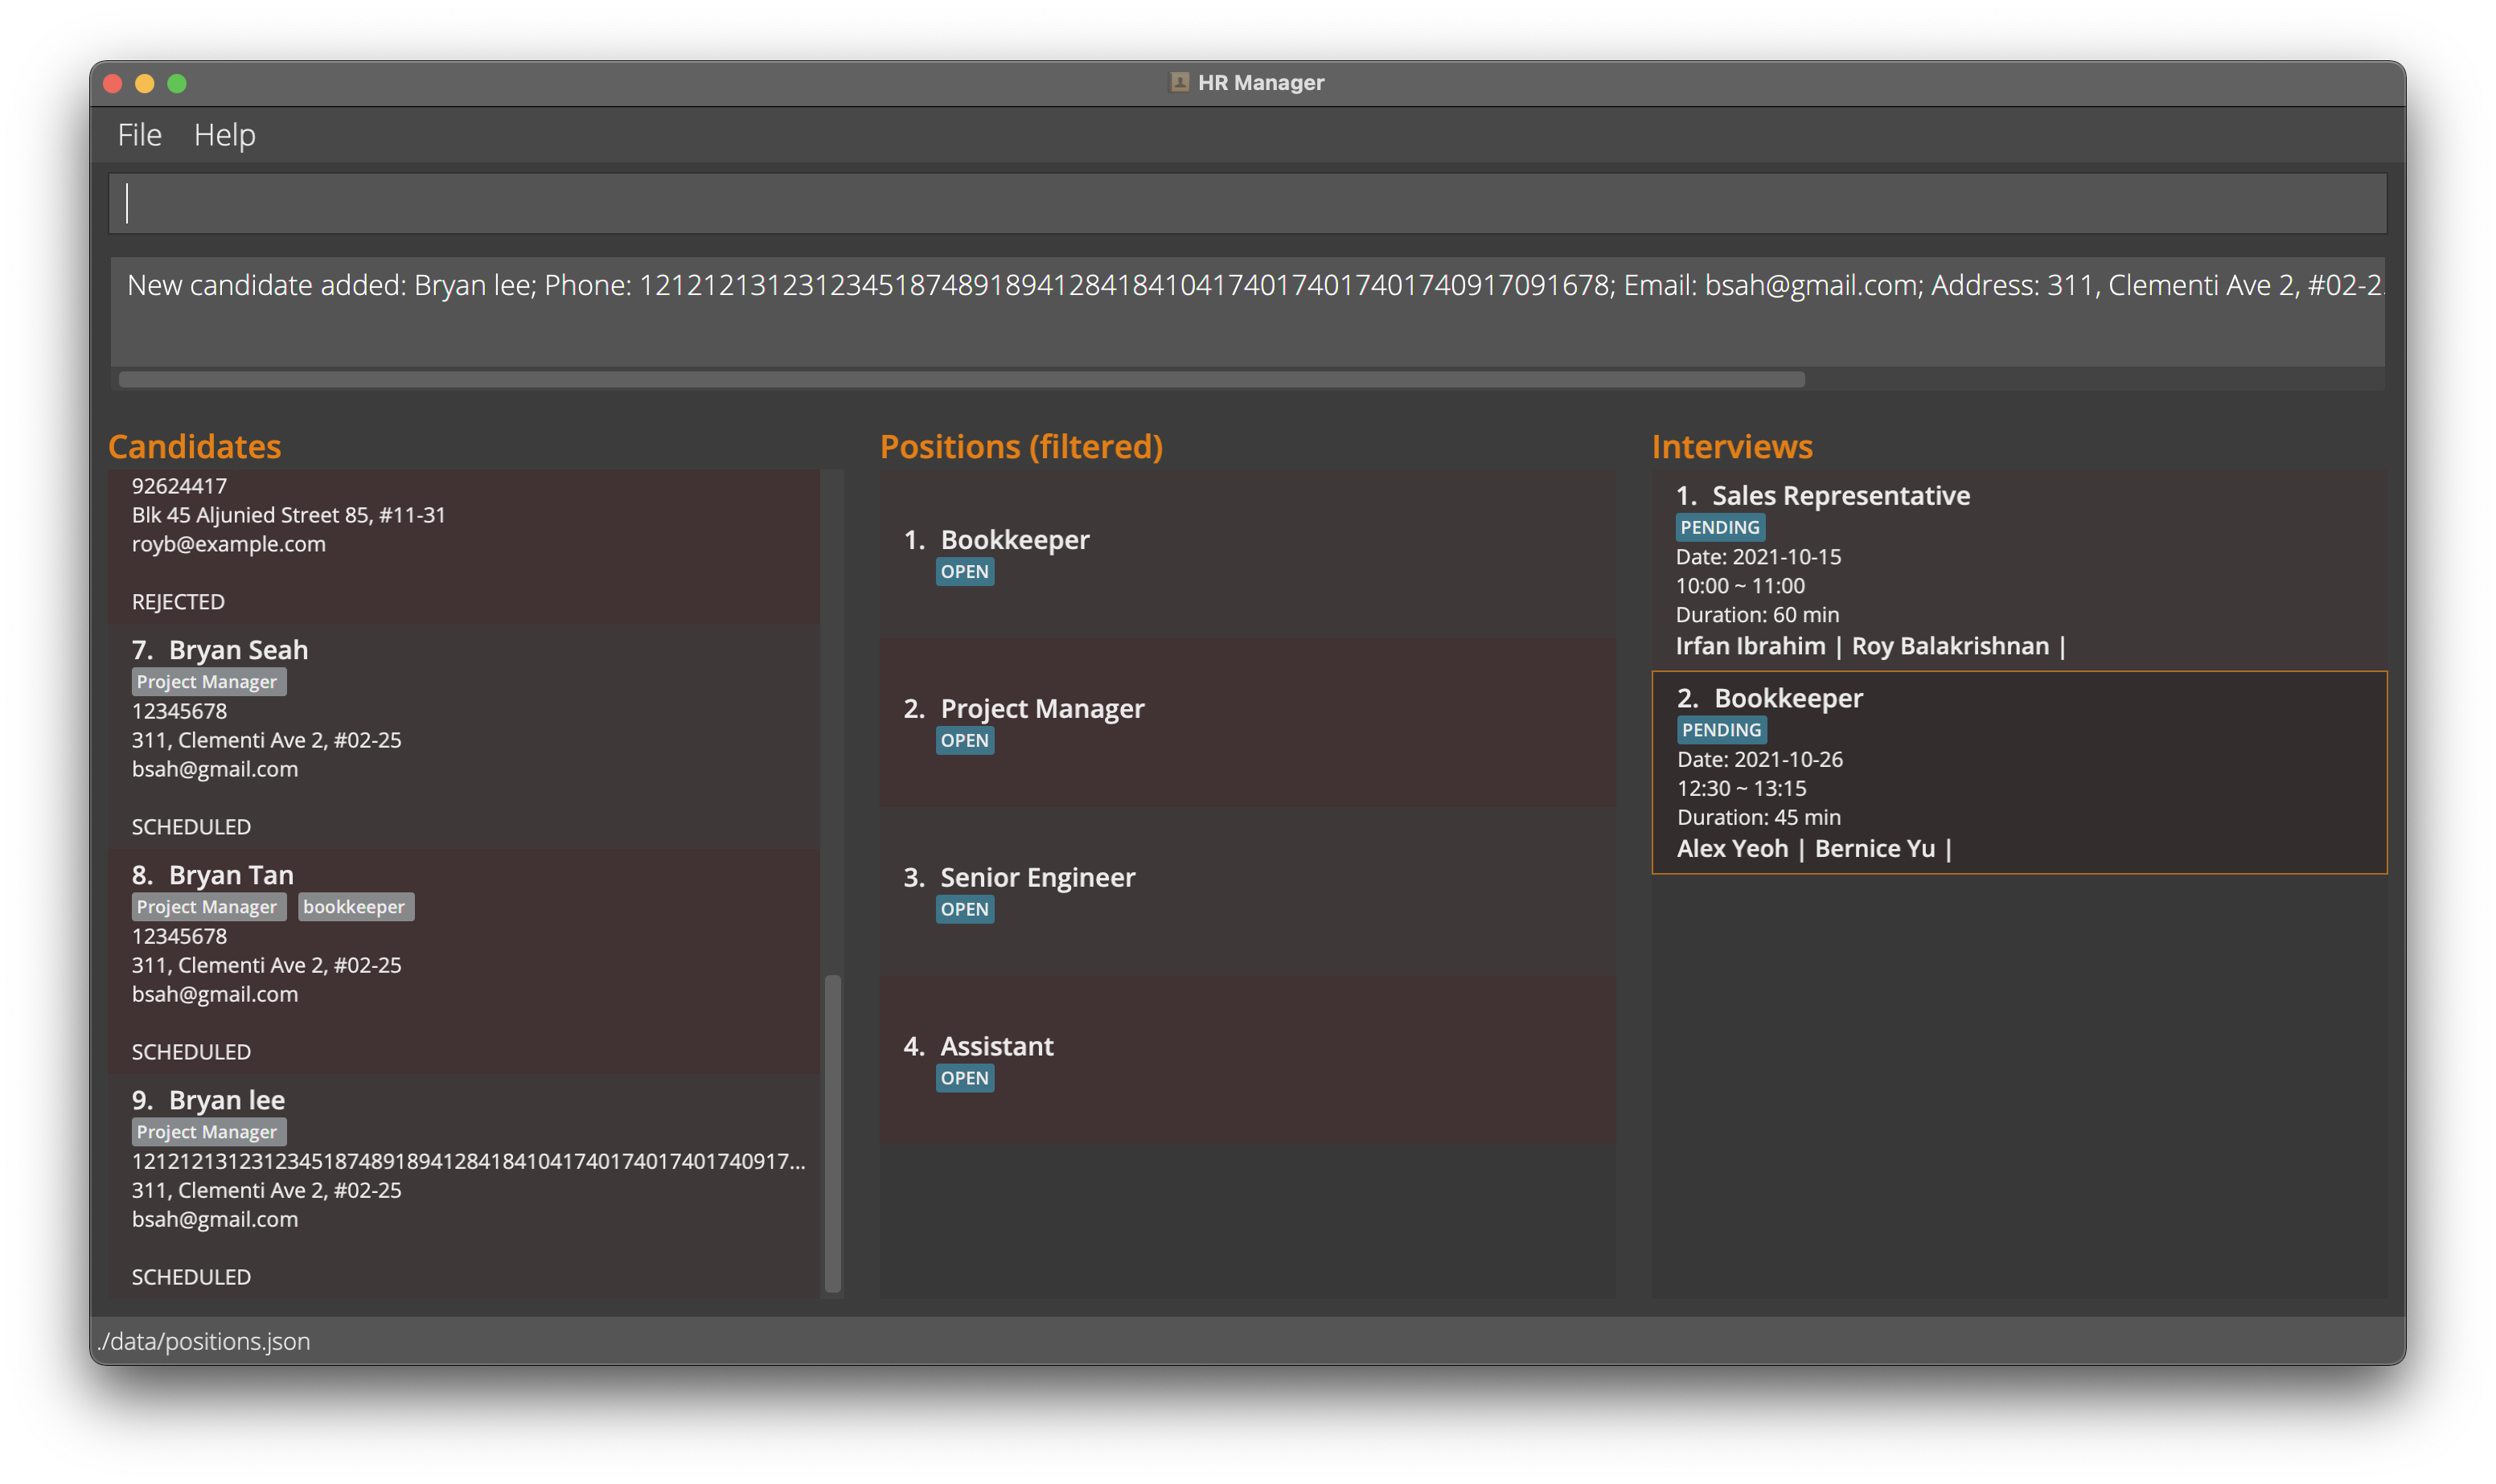 HR Manager
File Help
New candidate added: Bryan lee; Phone: 1212121312312345187489189412841841041740174017401740917091678; Email: bsah@gmail.com; Address: 311, Clementi Ave 2, #02-2
Candidates
92624417
Blk 45 Aljunied Street 85, #11-31
royb@example.com
REJECTED
7. Bryan Seah
Project Manager
12345678
311, Clementi Ave 2, #02-25
bsah@gmail.com
SCHEDULED
8. Bryan Tan
Project Manager bookkeeper
12345678
311, Clementi Ave 2, #02-25
bsah@gmail.com
SCHEDULED
9. Bryan lee
Project Manager
1212121312312345187489189412841841041740174017401740917...
311, Clementi Ave 2, #02-25
bsah@gmail.com
SCHEDULED
Positions (filtered)
1. Bookkeeper
OPEN
2. Project Manager
OPEN
3. Senior Engineer
OPEN
4. Assistant
OPEN
Interviews
1. Sales Representative
PENDING
Date: 2021-10-15
10:00 ~ 11:00
Duration: 60 min
Irfan Ibrahim | Roy Balakrishnan |
2. Bookkeeper
PENDING
Date: 2021-10-26
12:30 ~ 13:15
Duration: 45 min
Alex Yeoh | Bernice Yu |
./data/positions.json